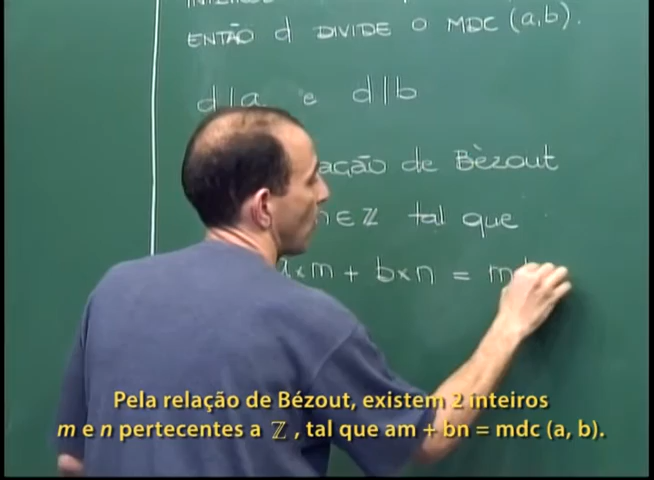 ENTÃO d DIVIDE O MDC (a,b).
d|a e d|b
ação de Bèzout
n∈ℤ tal que
a×m + b×n = m
Pela relação de Bézout, existem 2 inteiros
m e n pertecentes a ℤ, tal que am + bn = mdc (a, b).